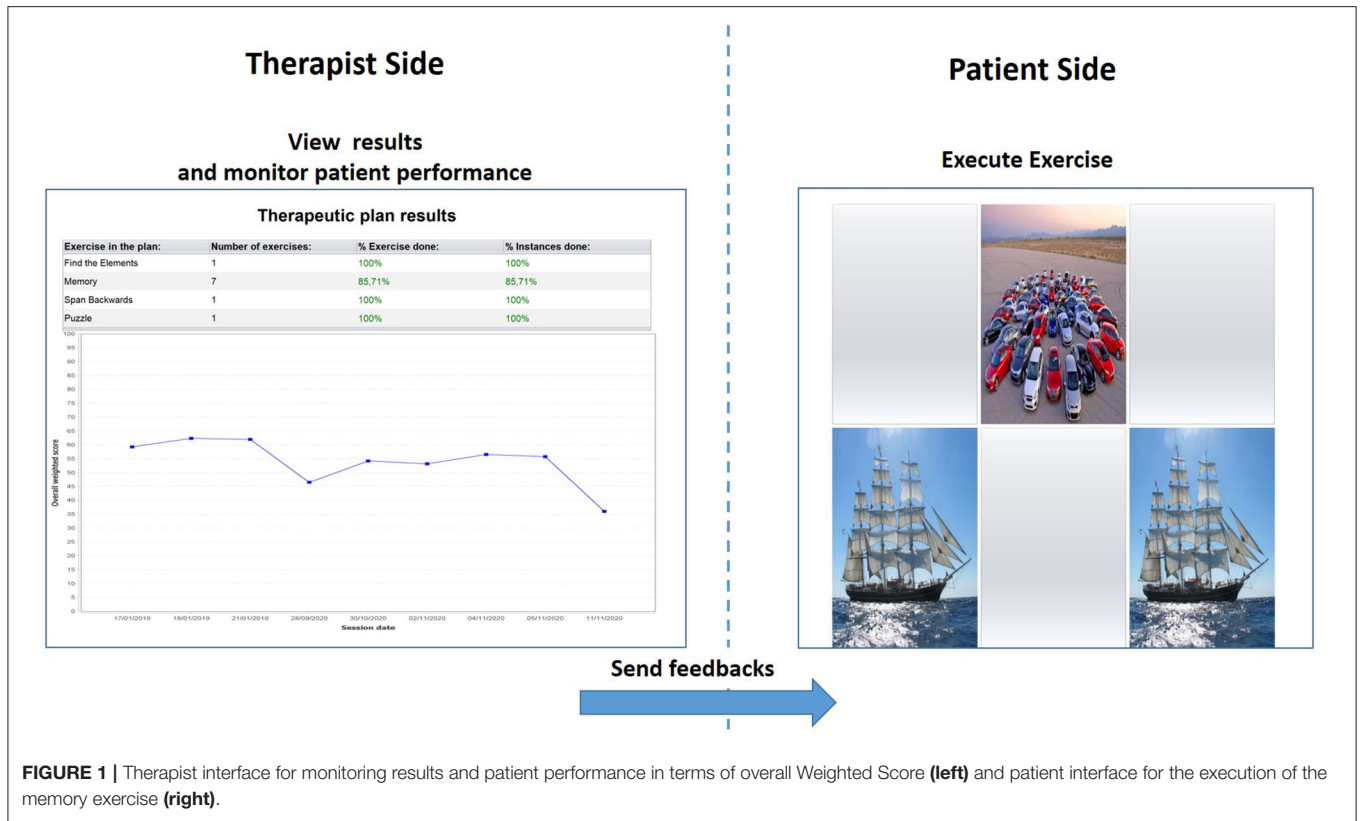 Therapist Side
View results
and monitor patient performance
Therapeutic plan results
Exercise in the plan: Number of exercises: % Exercise done: % Instances done:
Find the Elements 1 100% 100%
Memory 7 85,71% 85,71%
Span Backwards 1 100% 100%
Puzzle 1 100% 100%
100
95
90
85
80
75
70
65
60
55
50
45
40
35
30
25
20
15
10
5
0
Overall weighted score
17/01/2019 18/01/2019 21/01/2019 28/09/2020 30/10/2020 02/11/2020 04/11/2020 05/11/2020 11/11/2020
Session date
Patient Side
Execute Exercise
Send feedbacks
FIGURE 1 | Therapist interface for monitoring results and patient performance in terms of overall Weighted Score (left) and patient interface for the execution of the
memory exercise (right).